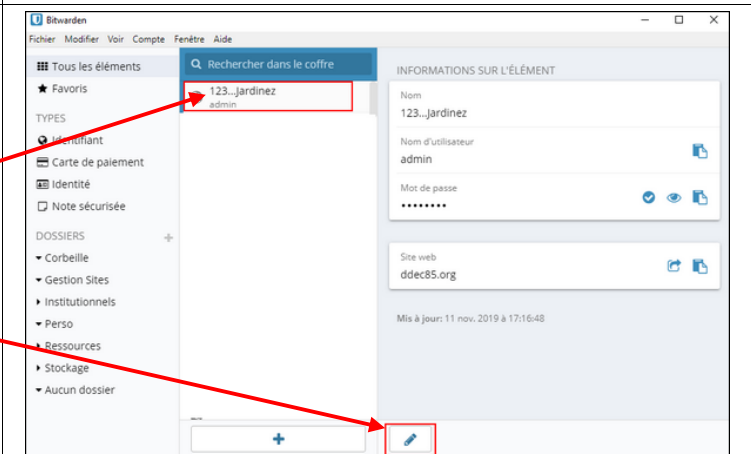 Bitwarden
Fichier Modifier Voir Compte Fenêtre Aide
Tous les éléments
Favoris
TYPES
Identifiant
Carte de paiement
Identité
Note sécurisée
DOSSIERS
Corbeille
Gestion Sites
Institutionnels
Perso
Ressources
Stockage
Aucun dossier
Rechercher dans le coffre
123...Jardinez
admin
INFORMATIONS SUR L'ÉLÉMENT
Nom
123...Jardinez
Nom d'utilisateur
admin
Mot de passe
••••••••
Site web
ddec85.org
Mis à jour: 11 nov. 2019 à 17:16:48